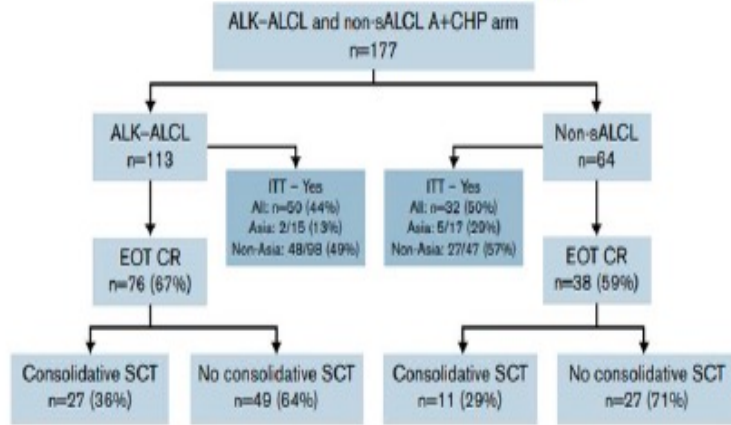 ALK–ALCL and non-sALCL A+CHP arm
n=177
ALK–ALCL
n=113
Non-sALCL
n=64
ITT – Yes
All: n=50 (44%)
Asia: 2/15 (13%)
Non-Asia: 48/98 (49%)
ITT – Yes
All: n=32 (50%)
Asia: 5/17 (29%)
Non-Asia: 27/47 (57%)
EOT CR
n=76 (67%)
EOT CR
n=38 (59%)
Consolidative SCT
n=27 (36%)
No consolidative SCT
n=49 (64%)
Consolidative SCT
n=11 (29%)
No consolidative SCT
n=27 (71%)